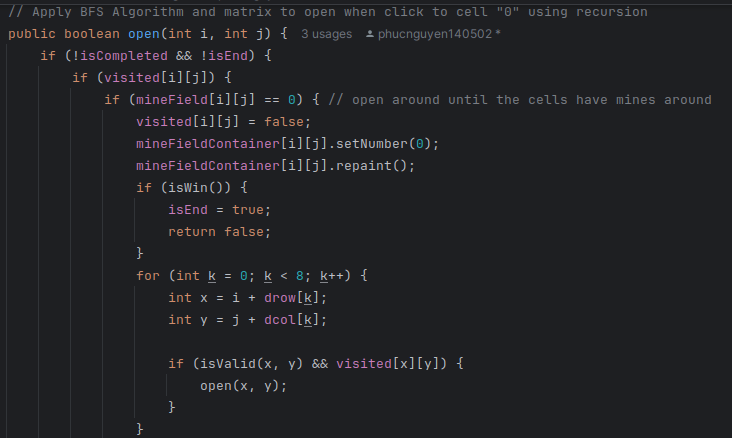 // Apply BFS Algorithm and matrix to open when click to cell "0" using recursion
public boolean open(int i, int j) {  3 usages  phucnguyen140502 *
    if (!isCompleted && !isEnd) {
        if (visited[i][j]) {
            if (mineField[i][j] == 0) { // open around until the cells have mines around
                visited[i][j] = false;
                mineFieldContainer[i][j].setNumber(0);
                mineFieldContainer[i][j].repaint();
                if (isWin()) {
                    isEnd = true;
                    return false;
                }
                for (int k = 0; k < 8; k++) {
                    int x = i + drow[k];
                    int y = j + dcol[k];

                    if (isValid(x, y) && visited[x][y]) {
                        open(x, y);
                    }
                }